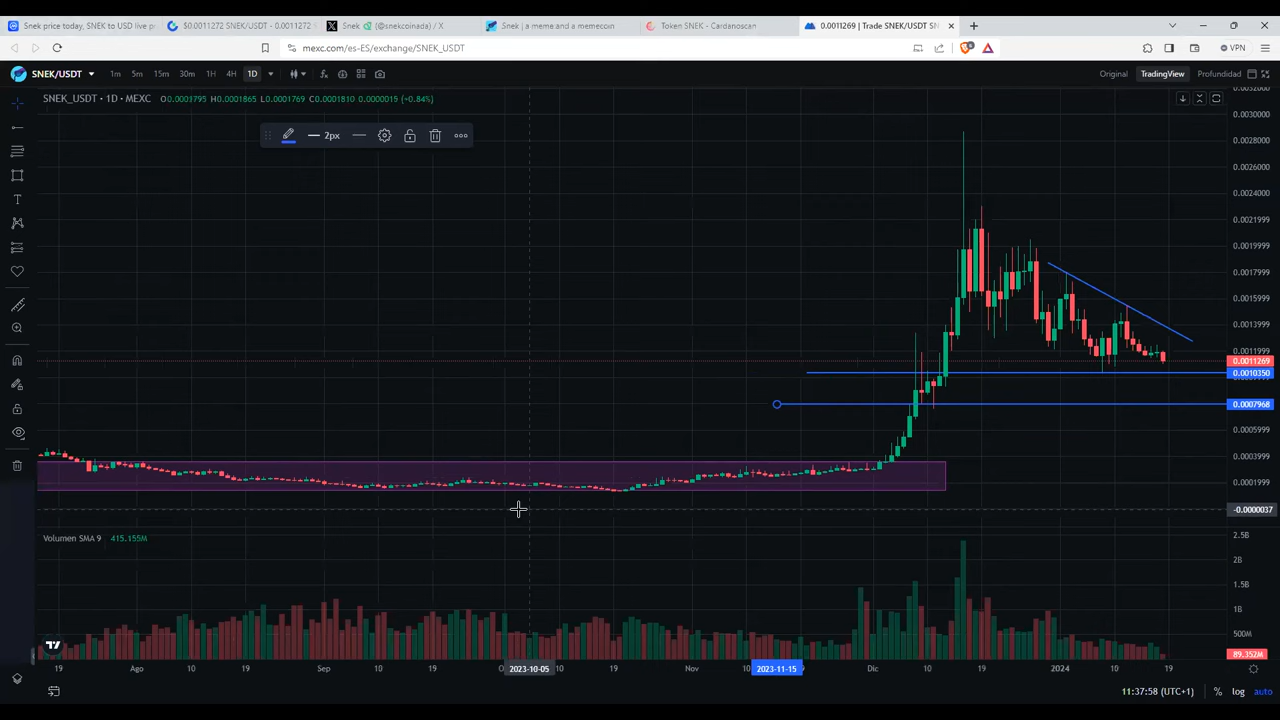 Snek price today, SNEK to USD live p
$0.0011272 SNEK/USDT - 0.0011272
Snek (@snekcoinada) / X
Snek | a meme and a memecoin
Token SNEK - Cardanoscan
0.0011269 | Trade SNEK/USDT SN
mexc.com/es-ES/exchange/SNEK_USDT
VPN
SNEK/USDT 1m 5m 15m 30m 1H 4H 1D
Original TradingView Profundidad
SNEK_USDT · 1D · MEXC O0.0001795 H0.0001865 L0.0001769 C0.0001810 0.0000015 (+0.84%)
2px
0.0032000
0.0030000
0.0028000
0.0026000
0.0024000
0.0021999
0.0019999
0.0017999
0.0015999
0.0013999
0.0011999
0.0011269
0.0010350
0.0007968
0.0005999
0.0003999
0.0001999
-0.0000037
Volumen SMA 9 415.155M
2.5B
2B
1.5B
1B
500M
89.352M
19 Ago 10 19 Sep 10 19 O 2023-10-05 10 19 Nov 10 2023-11-15 Dic 10 19 2024 10 19
11:37:58 (UTC+1) % log auto